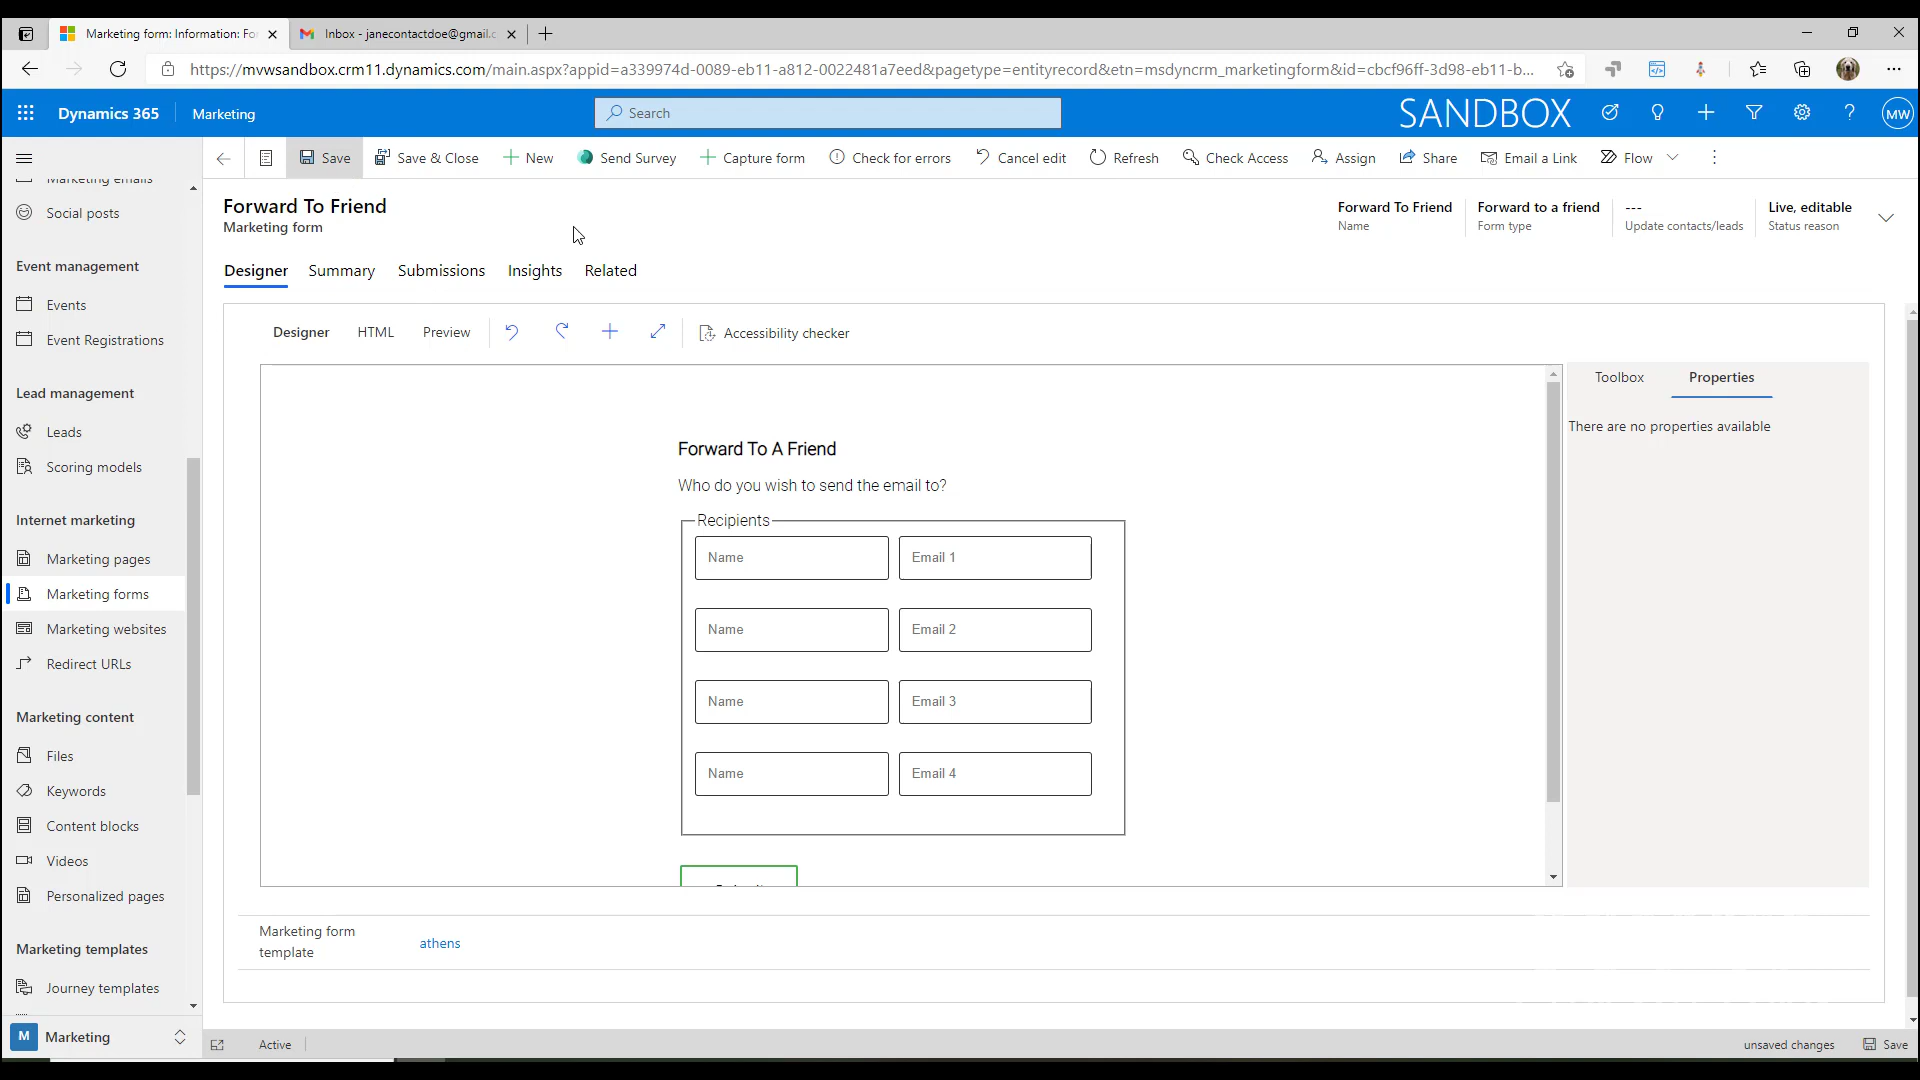 Marketing form: Information: Fo
Inbox - janecontactdoe@gmail.c
https://mvwsandbox.crm11.dynamics.com/main.aspx?appid=a339974d-0089-eb11-a812-0022481a7eed&pagetype=entityrecord&etn=msdyncrm_marketingform&id=cbcf96ff-3d98-eb11-b...
Dynamics 365
Marketing
Search
SANDBOX
MW
Save
Save & Close
New
Send Survey
Capture form
Check for errors
Cancel edit
Refresh
Check Access
Assign
Share
Email a Link
Flow
Marketing emails
Social posts
Event management
Events
Event Registrations
Lead management
Leads
Scoring models
Internet marketing
Marketing pages
Marketing forms
Marketing websites
Redirect URLs
Marketing content
Files
Keywords
Content blocks
Videos
Personalized pages
Marketing templates
Journey templates
M
Marketing
Forward To Friend
Marketing form
Forward To Friend
Name
Forward to a friend
Form type
---
Update contacts/leads
Live, editable
Status reason
Designer
Summary
Submissions
Insights
Related
Designer
HTML
Preview
Accessibility checker
Toolbox
Properties
There are no properties available
Forward To A Friend
Who do you wish to send the email to?
Recipients
Name
Email 1
Name
Email 2
Name
Email 3
Name
Email 4
Marketing form
template
athens
Active
unsaved changes
Save